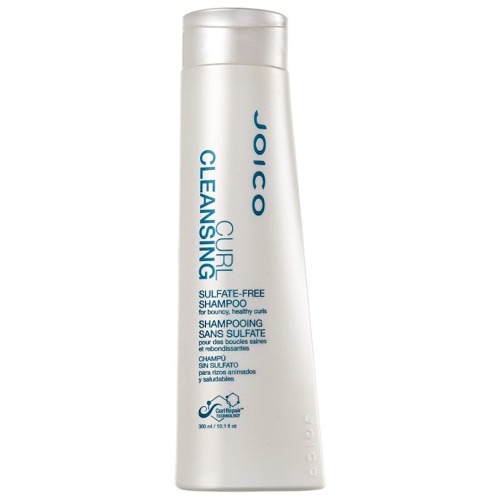 JOICO
CURL
CLEANSING
SULFATE-FREE
SHAMPOO
for bouncy, healthy curls
SHAMPOOING
SANS SULFATE
pour des boucles saines
et rebondissantes
CHAMPÚ
SIN SULFATO
para rizos animados
y saludables
Curl Repair™
TECHNOLOGY
300 ml / 10.1 fl oz
JOICO